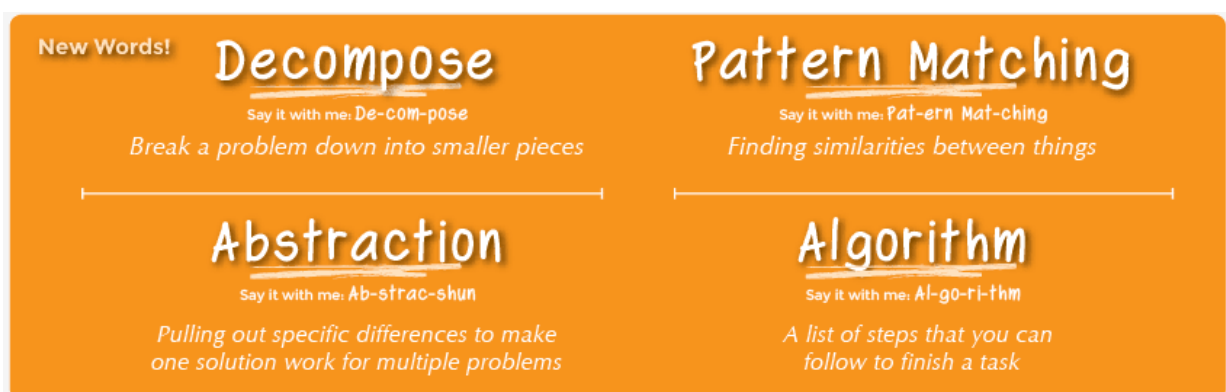 New Words!
Decompose
Say it with me: De-com-pose
Break a problem down into smaller pieces
Pattern Matching
Say it with me: Pat-ern Mat-ching
Finding similarities between things
Abstraction
Say it with me: Ab-strac-shun
Pulling out specific differences to make
one solution work for multiple problems
Algorithm
Say it with me: Al-go-ri-thm
A list of steps that you can
follow to finish a task